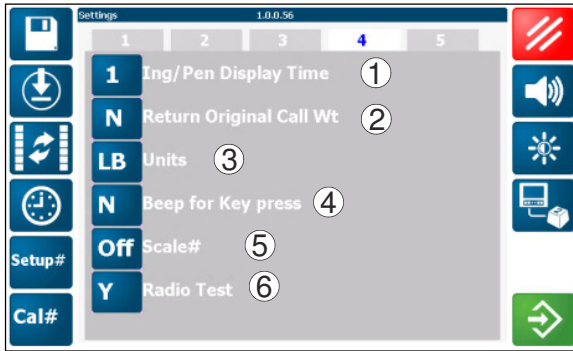 Settings 1.0.0.56
1 2 3 4 5
1 Ing/Pen Display Time 1
N Return Original Call Wt 2
LB Units 3
N Beep for Key press 4
Off Scale# 5
Y Radio Test 6
Setup#
Cal#